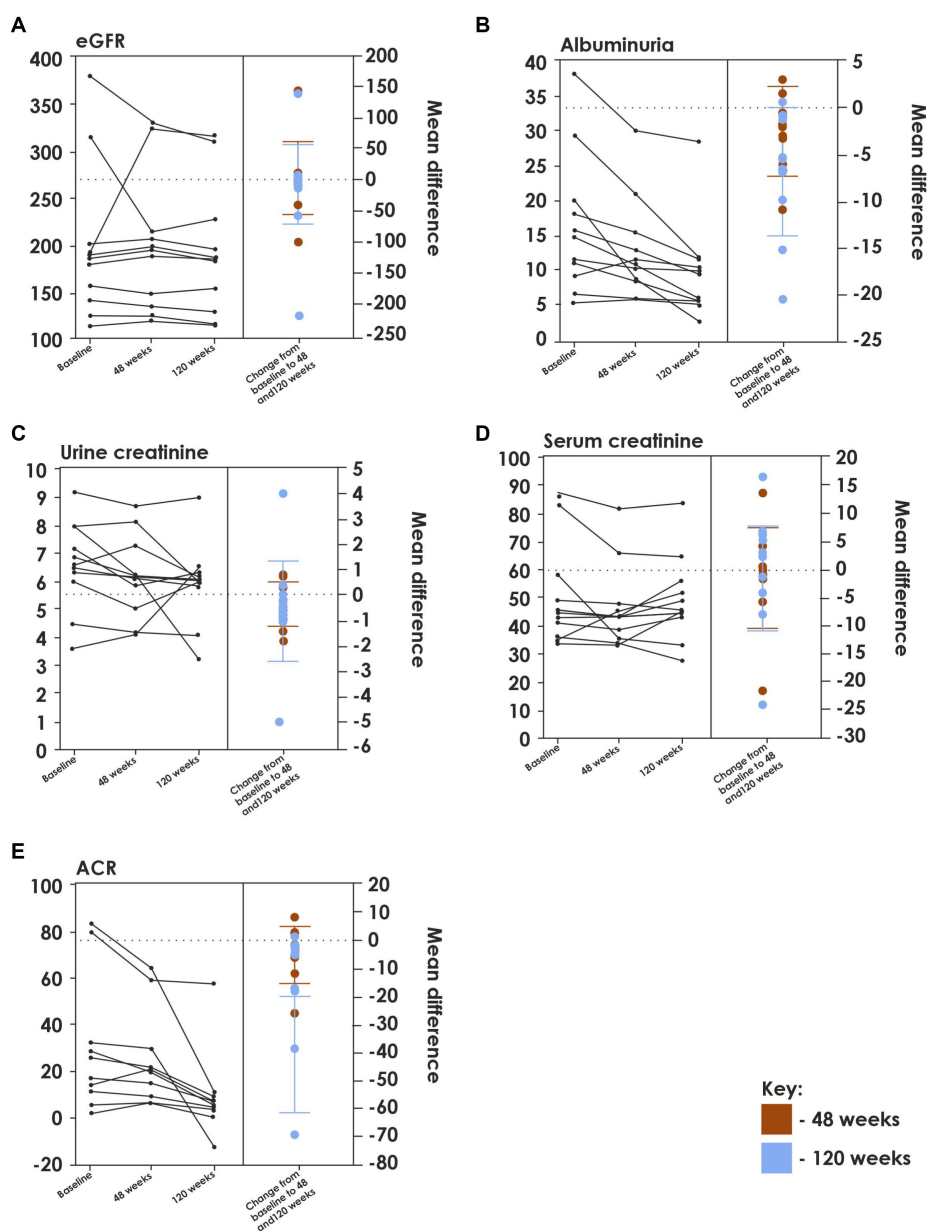 A
eGFR
400
350
300
250
200
150
100
200
150
100
50
0
-50
-100
-150
-200
-250
Mean difference
Baseline
48 weeks
120 weeks
Change from
baseline to 48
and120 weeks
B
Albuminuria
40
35
30
25
20
15
10
5
0
5
0
-5
-10
-15
-20
-25
Mean difference
Baseline
48 weeks
120 weeks
Change from
baseline to 48
and120 weeks
C
Urine creatinine
10
9
8
7
6
5
4
3
2
1
0
5
4
3
2
1
0
-1
-2
-3
-4
-5
-6
Mean difference
Baseline
48 weeks
120 weeks
Change from
baseline to 48
and120 weeks
D
Serum creatinine
100
90
80
70
60
50
40
30
20
10
0
20
15
10
5
0
-5
-10
-15
-20
-25
-30
Mean difference
Baseline
48 weeks
120 weeks
Change from
baseline to 48
and120 weeks
E
ACR
100
80
60
40
20
0
-20
20
10
0
-10
-20
-30
-40
-50
-60
-70
-80
Mean difference
Baseline
48 weeks
120 weeks
Change from
baseline to 48
and120 weeks
Key:
- 48 weeks
- 120 weeks